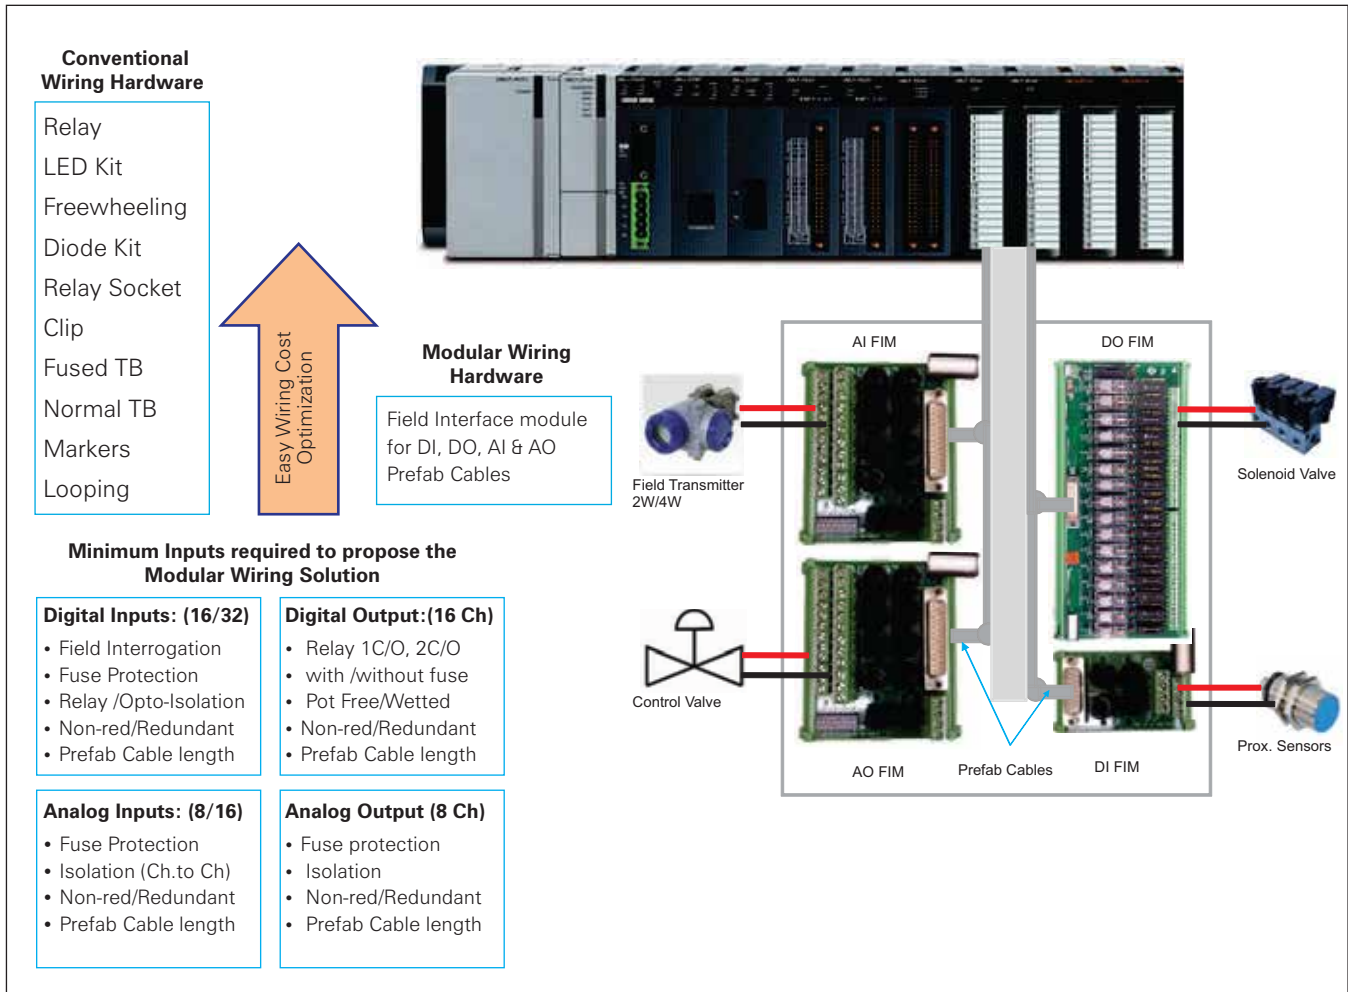 Conventional
Wiring Hardware
Relay
LED Kit
Freewheeling
Diode Kit
Relay Socket
Clip
Fused TB
Normal TB
Markers
Looping
Easy Wiring Cost
Optimization
Modular Wiring
Hardware
Field Interface module
for DI, DO, AI & AO
Prefab Cables
Minimum Inputs required to propose the
Modular Wiring Solution
Digital Inputs: (16/32)
• Field Interrogation
• Fuse Protection
• Relay /Opto-Isolation
• Non-red/Redundant
• Prefab Cable length
Digital Output:(16 Ch)
• Relay 1C/O, 2C/O
• with /without fuse
• Pot Free/Wetted
• Non-red/Redundant
• Prefab Cable length
Analog Inputs: (8/16)
• Fuse Protection
• Isolation (Ch.to Ch)
• Non-red/Redundant
• Prefab Cable length
Analog Output (8 Ch)
• Fuse protection
• Isolation
• Non-red/Redundant
• Prefab Cable length
AI FIM
DO FIM
Field Transmitter
2W/4W
Solenoid Valve
Control Valve
AO FIM
Prefab Cables
DI FIM
Prox. Sensors